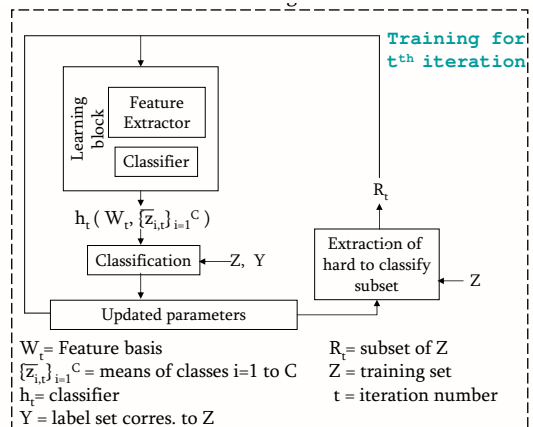 Training for
tᵗʰ iteration
Learning
block
Feature
Extractor
Classifier
hₜ ( Wₜ, {z̅ᵢ,ₜ}ᵢ₌₁ᶜ)
Classification
Z, Y
Updated parameters
Rₜ
Extraction of
hard to classify
subset
Z
Wₜ= Feature basis
{z̅ᵢ,ₜ}ᵢ₌₁ᶜ = means of classes i=1 to C
hₜ= classifier
Y = label set corres. to Z
Rₜ= subset of Z
Z = training set
t = iteration number